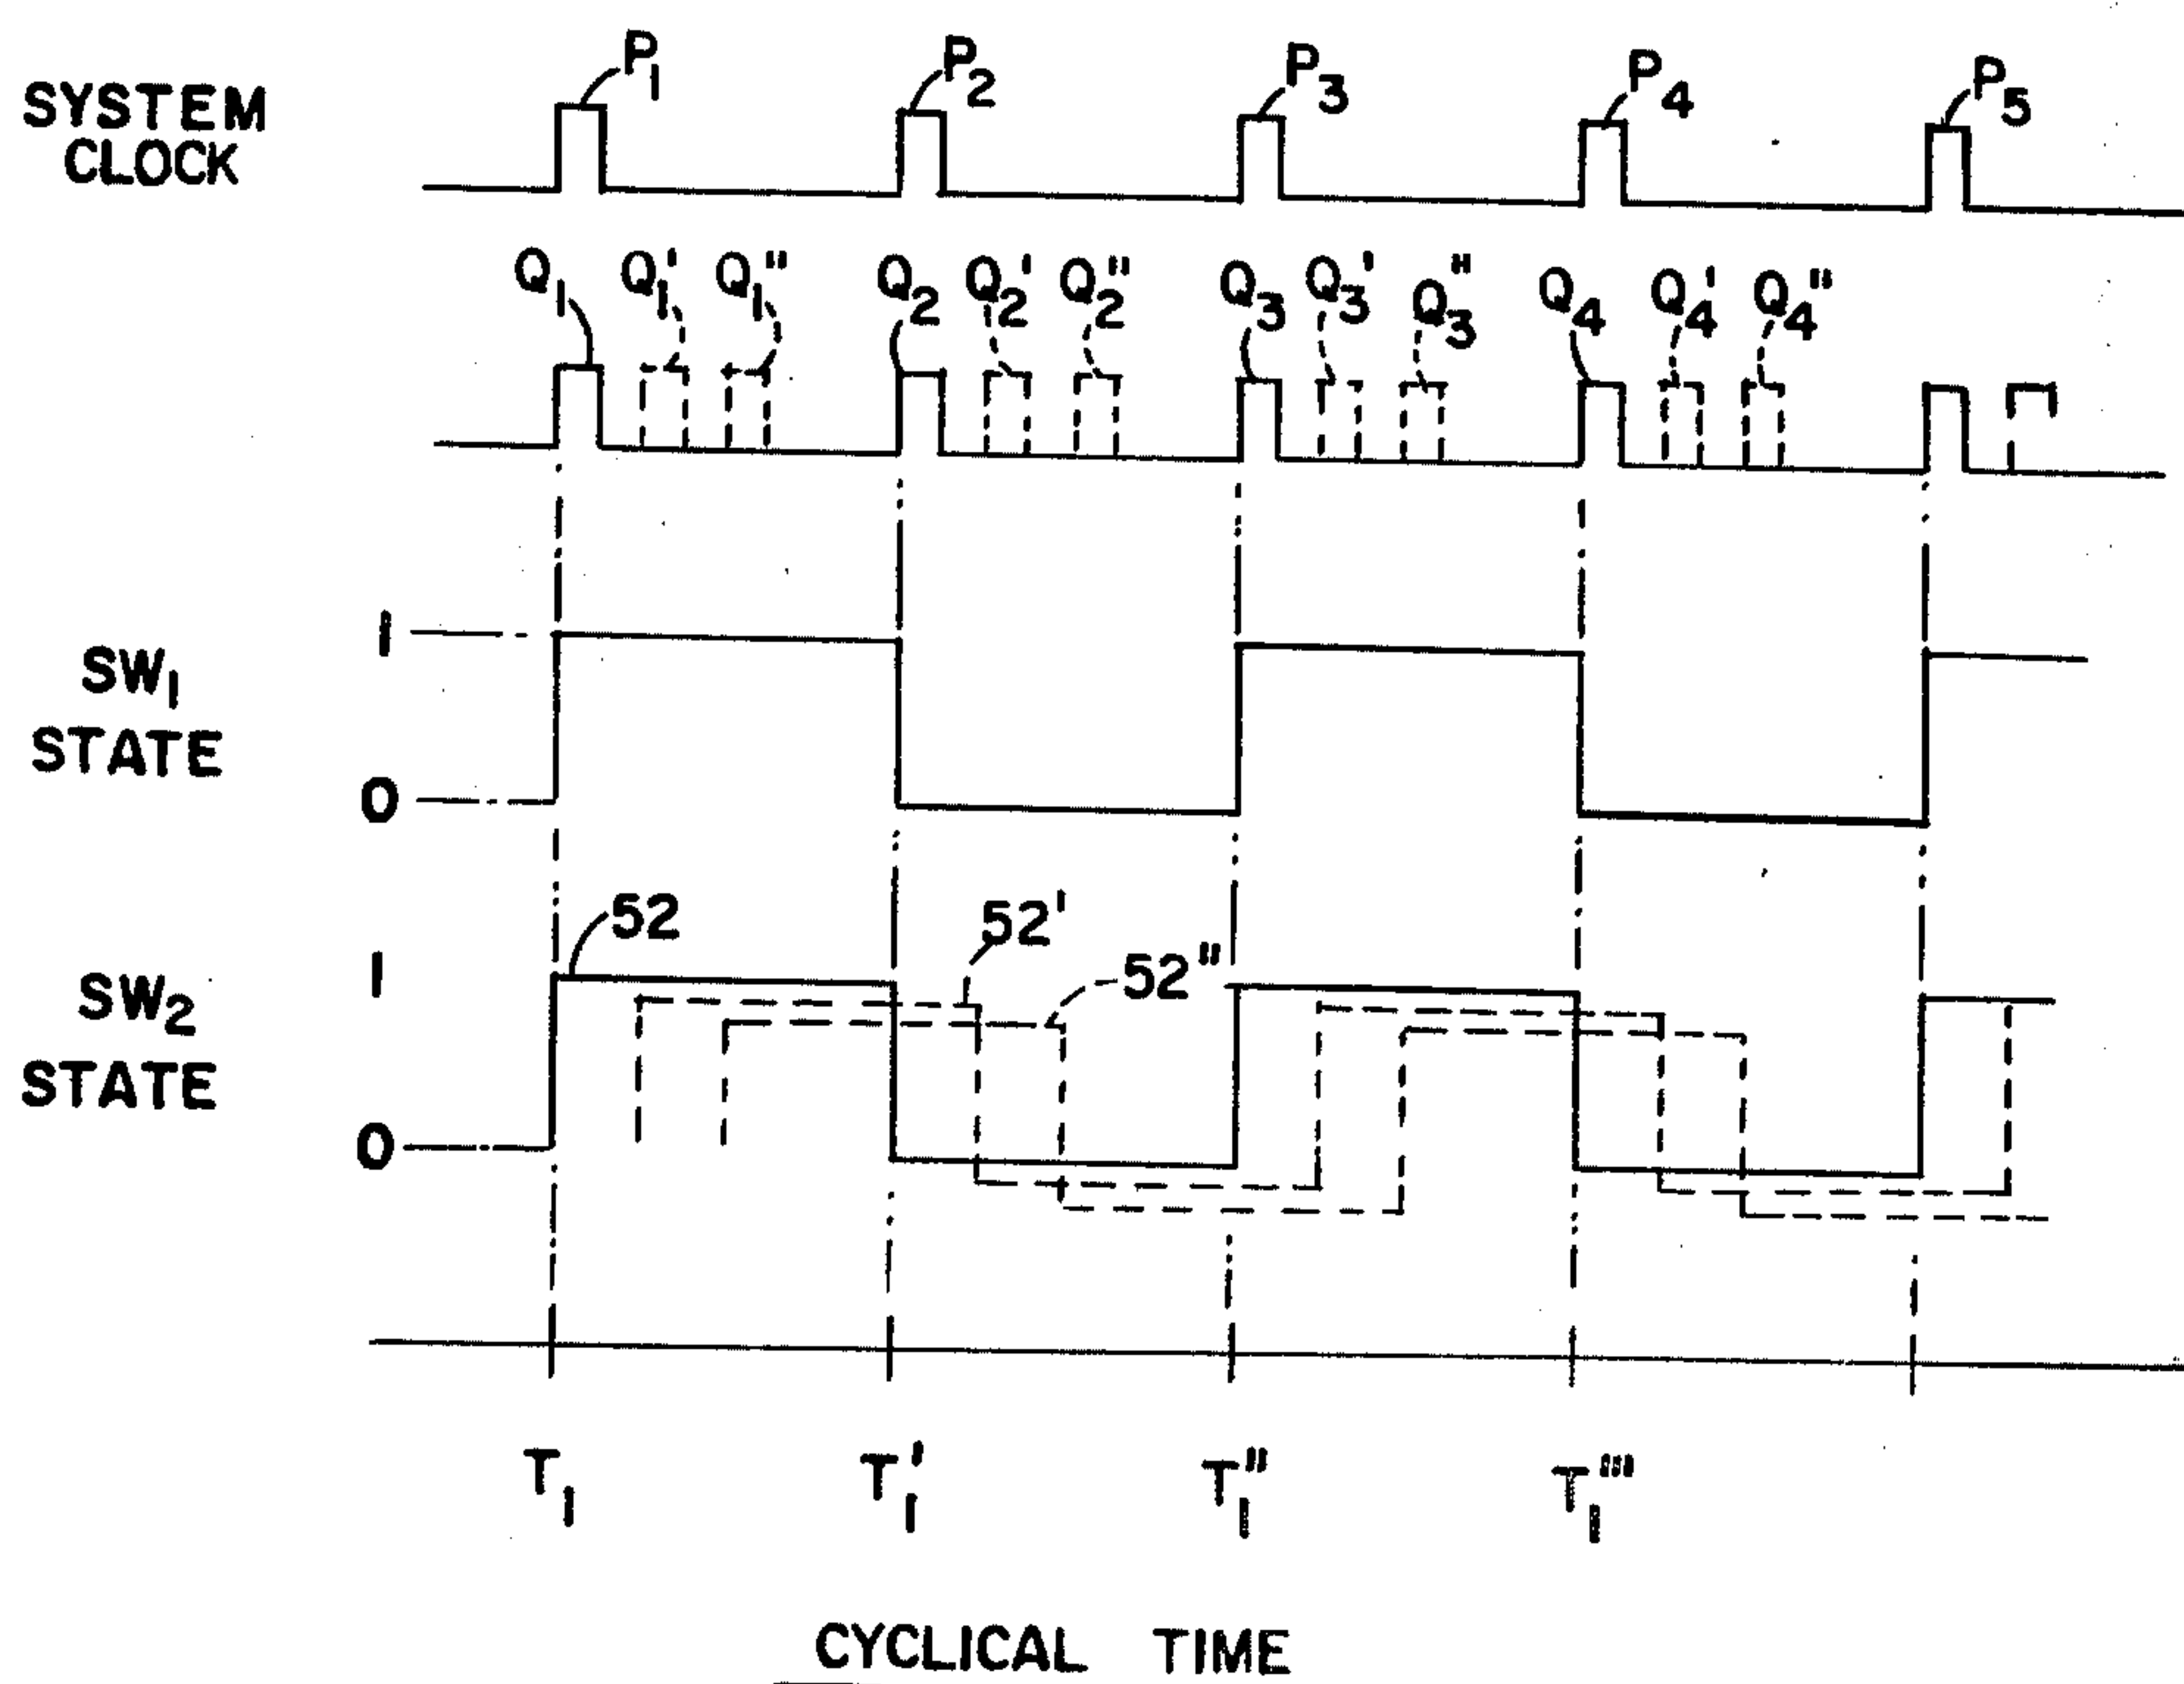 SYSTEM
CLOCK
P1 P2 P3 P4 P5
Q1 Q1' Q1" Q2 Q2' Q2" Q3 Q3' Q3" Q4 Q4' Q4"
SW1
STATE
1
0
52 52' 52"
SW2
STATE
1
0
T1 T1' T1" T1"'
CYCLICAL TIME